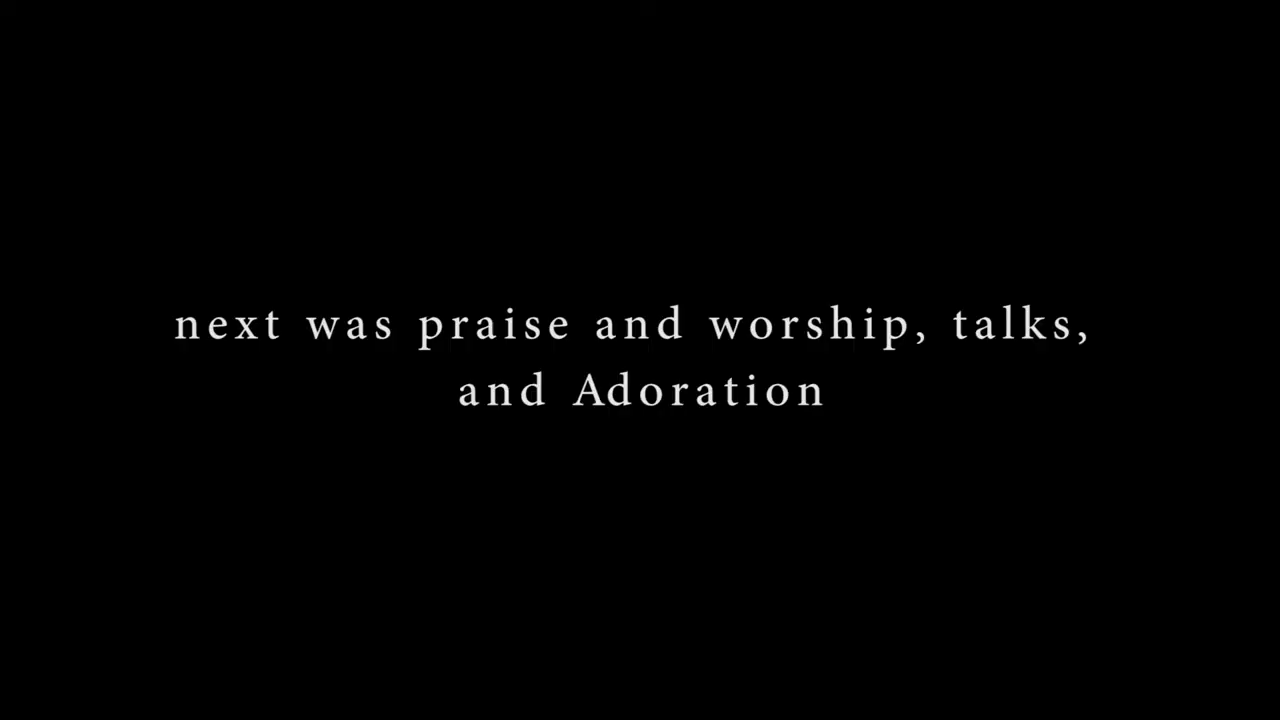 next was praise and worship, talks,
and Adoration